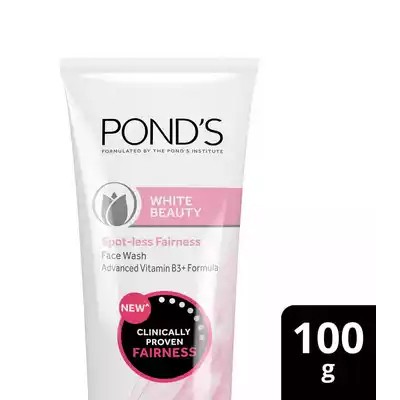 POND'S
FORMULATED BY THE POND'S INSTITUTE
WHITE
BEAUTY
Spot-less Fairness
Face Wash
Advanced Vitamin B3+ Formula
NEW^
CLINICALLY
PROVEN
FAIRNESS
100
g